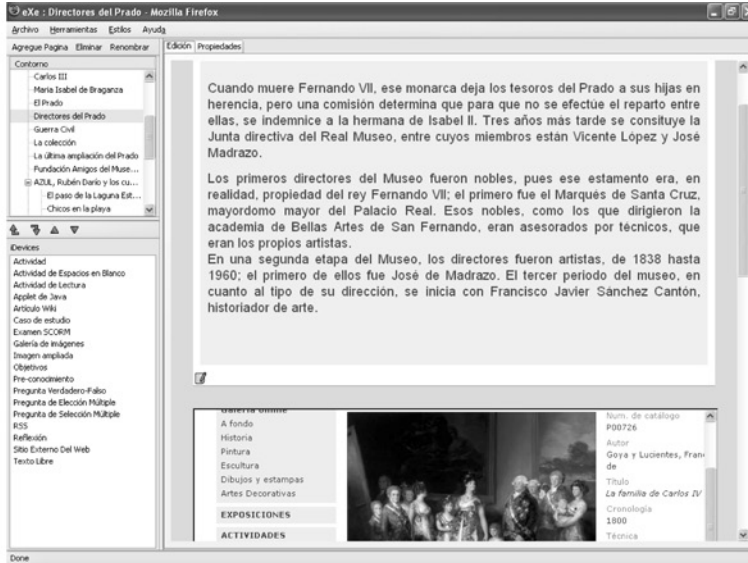 eXe : Directores del Prado - Mozilla Firefox
Archivo Herramientas Estilos Ayuda
Agregue Pagina Eliminar Renombrar
Edición Propiedades
Contorno
Carlos III
Maria Isabel de Braganza
El Prado
Directores del Prado
Guerra Civil
La colección
La última ampliación del Prado
Fundación Amigos del Muse...
AZUL, Rubén Darío y los cu...
El paso de la Laguna Est...
Chicos en la playa
iDevices
Actividad
Actividad de Espacios en Blanco
Actividad de Lectura
Applet de Java
Artículo Wiki
Caso de estudio
Examen SCORM
Galería de imágenes
Imagen ampliada
Objetivos
Pre-conocimiento
Pregunta Verdadero-Falso
Pregunta de Elección Múltiple
Pregunta de Selección Múltiple
RSS
Reflexión
Sitio Externo Del Web
Texto Libre
Cuando muere Fernando VII, ese monarca deja los tesoros del Prado a sus hijas en
herencia, pero una comisión determina que para que no se efectúe el reparto entre
ellas, se indemnice a la hermana de Isabel II. Tres años más tarde se consituye la
Junta directiva del Real Museo, entre cuyos miembros están Vicente López y José
Madrazo.
Los primeros directores del Museo fueron nobles, pues ese estamento era, en
realidad, propiedad del rey Fernando VII; el primero fue el Marqués de Santa Cruz,
mayordomo mayor del Palacio Real. Esos nobles, como los que dirigieron la
academia de Bellas Artes de San Fernando, eran asesorados por técnicos, que
eran los propios artistas.
En una segunda etapa del Museo, los directores fueron artistas, de 1838 hasta
1960; el primero de ellos fue José de Madrazo. El tercer periodo del museo, en
cuanto al tipo de su dirección, se inicia con Francisco Javier Sánchez Cantón,
historiador de arte.
Galería online
A fondo
Historia
Pintura
Escultura
Dibujos y estampas
Artes Decorativas
EXPOSICIONES
ACTIVIDADES
Num. de catálogo
P00726
Autor
Goya y Lucientes, Fran
de
Título
La familia de Carlos IV
Cronología
1800
Técnica
Done